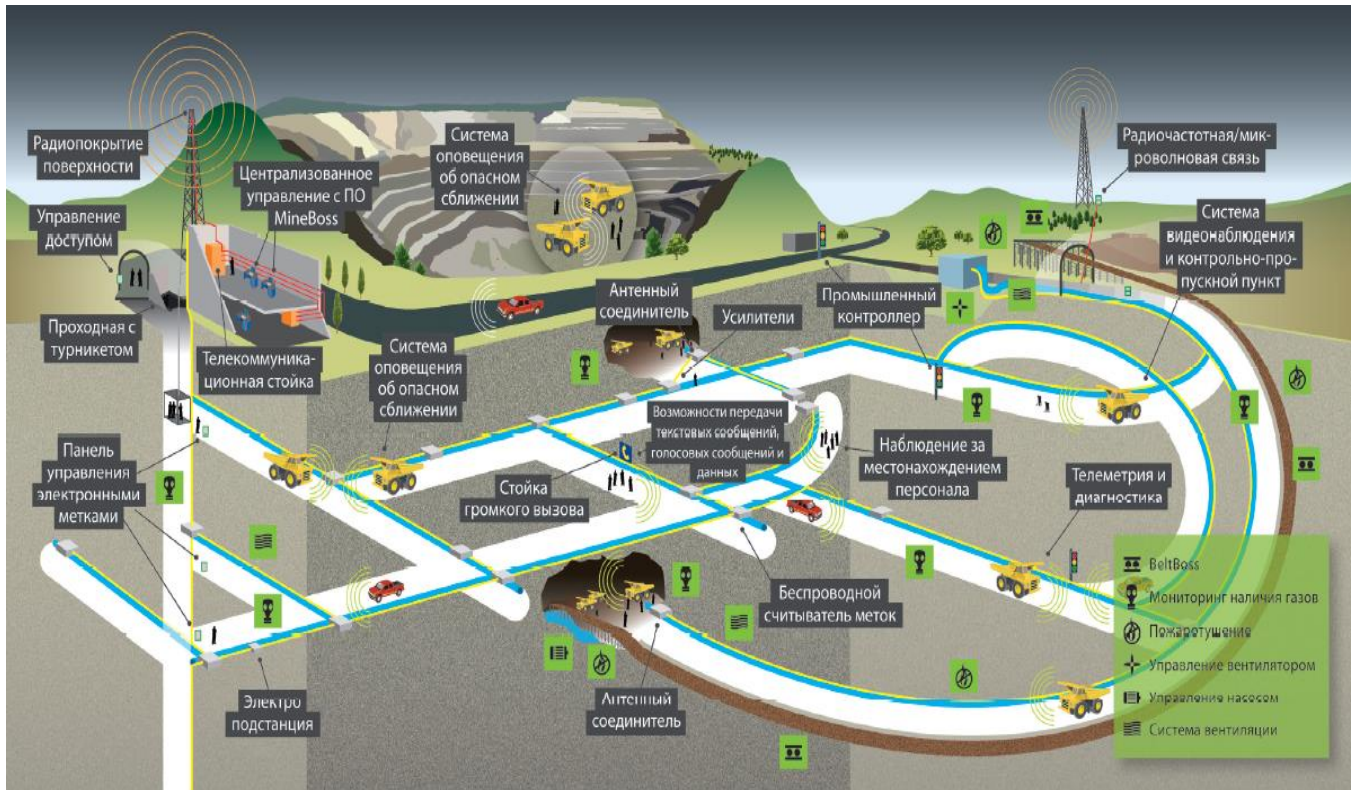 Радиопокрытие
поверхности
Централизованное
управление с ПО
MineBoss
Система
оповещения
об опасном
сближении
Радиочастотная/мик-
роволновая связь
Управление
доступом
Система
видеонаблюдения
и контрольно-про-
пускной пункт
Проходная с
турникетом
Телекоммуника-
ционная стойка
Система
оповещения
об опасном
сближении
Антенный
соединитель
Усилители
Промышленный
контроллер
Возможности передачи
текстовых сообщений,
голосовых сообщений и
данных
Наблюдение за
местонахождением
персонала
Панель
управления
электронными
метками
Стойка
громкого вызова
Телеметрия и
диагностика
Беспроводной
считыватель меток
Электро
подстанция
Антенный
соединитель
BeltBoss
Мониторинг наличия газов
Пожаротушение
Управление вентилятором
Управление насосом
Система вентиляции